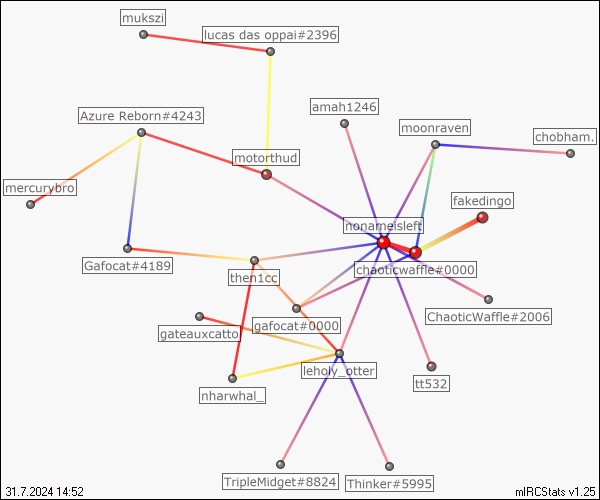 mukszi
lucas das oppai#2396
amah1246
Azure Reborn#4243
moonraven
chobham.
motorthud
mercurybro
fakedingo
nonameisleft
Gafocat#4189
chaoticwaffle#0000
then1cc
ChaoticWaffle#2006
gafocat#0000
gateauxcatto
leholy_otter
tt532
nharwhal_
TripleMidget#8824
Thinker#5995
31.7.2024 14:52
mIRCStats v1.25